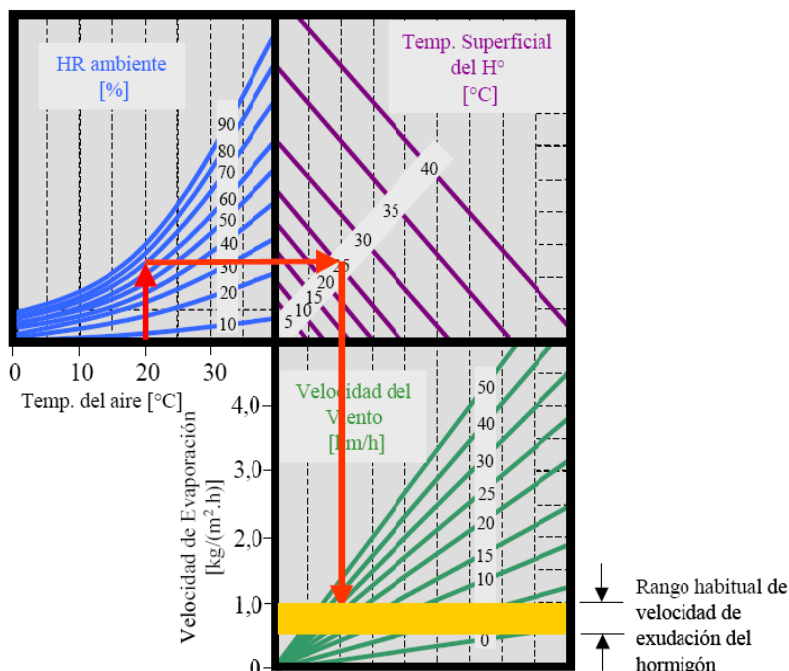 HR ambiente
[%]
90
80
70
60
50
40
30
20
10
Temp. Superficial
del H°
[°C]
40
35
30
25
20
15
10
5
0 10 20 30
Temp. del aire [°C]
Velocidad de Evaporación
[kg/(m².h)]
4,0
3,0
2,0
1,0
0
Velocidad del
Viento
[km/h]
50
40
30
25
20
15
10
0
Rango habitual de
velocidad de
exudación del
hormigón